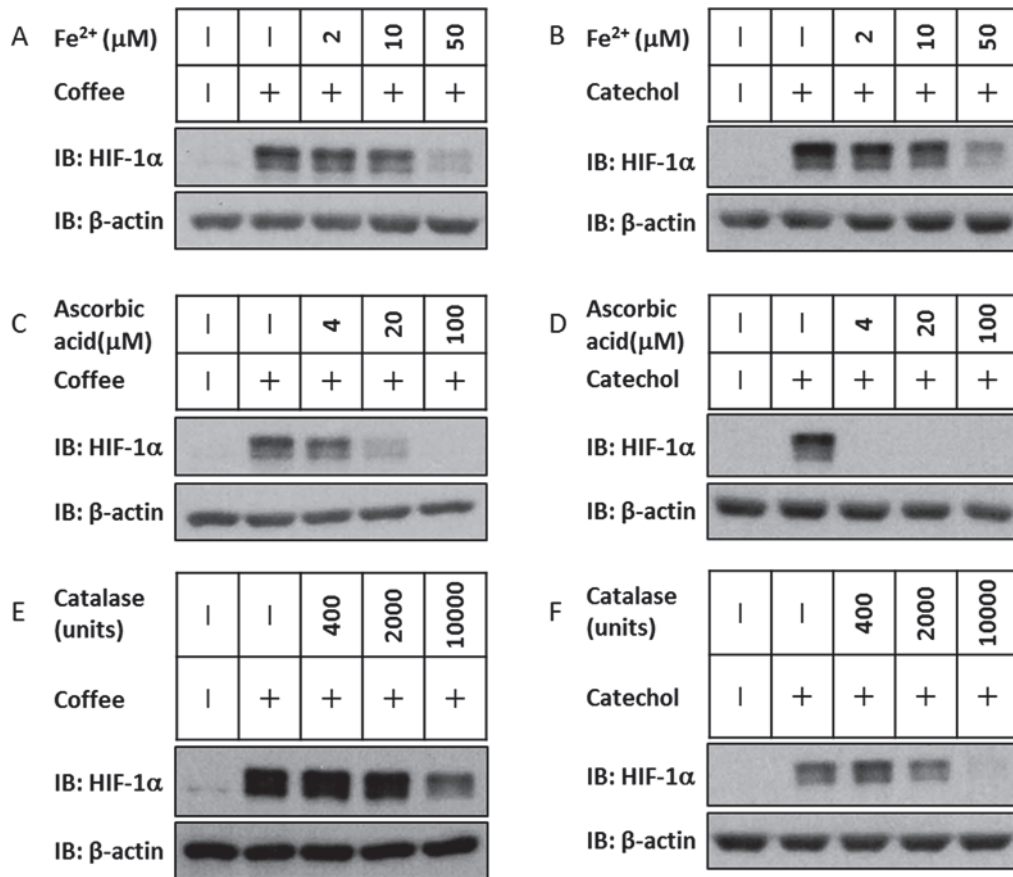 A Fe²⁺ (μM) − − 2 10 50
Coffee − + + + +
IB: HIF-1α
IB: β-actin
B Fe²⁺ (μM) − − 2 10 50
Catechol − + + + +
IB: HIF-1α
IB: β-actin
C Ascorbic
acid(μM) − − 4 20 100
Coffee − + + + +
IB: HIF-1α
IB: β-actin
D Ascorbic
acid(μM) − − 4 20 100
Catechol − + + + +
IB: HIF-1α
IB: β-actin
E Catalase
(units) − − 400 2000 10000
Coffee − + + + +
IB: HIF-1α
IB: β-actin
F Catalase
(units) − − 400 2000 10000
Catechol − + + + +
IB: HIF-1α
IB: β-actin